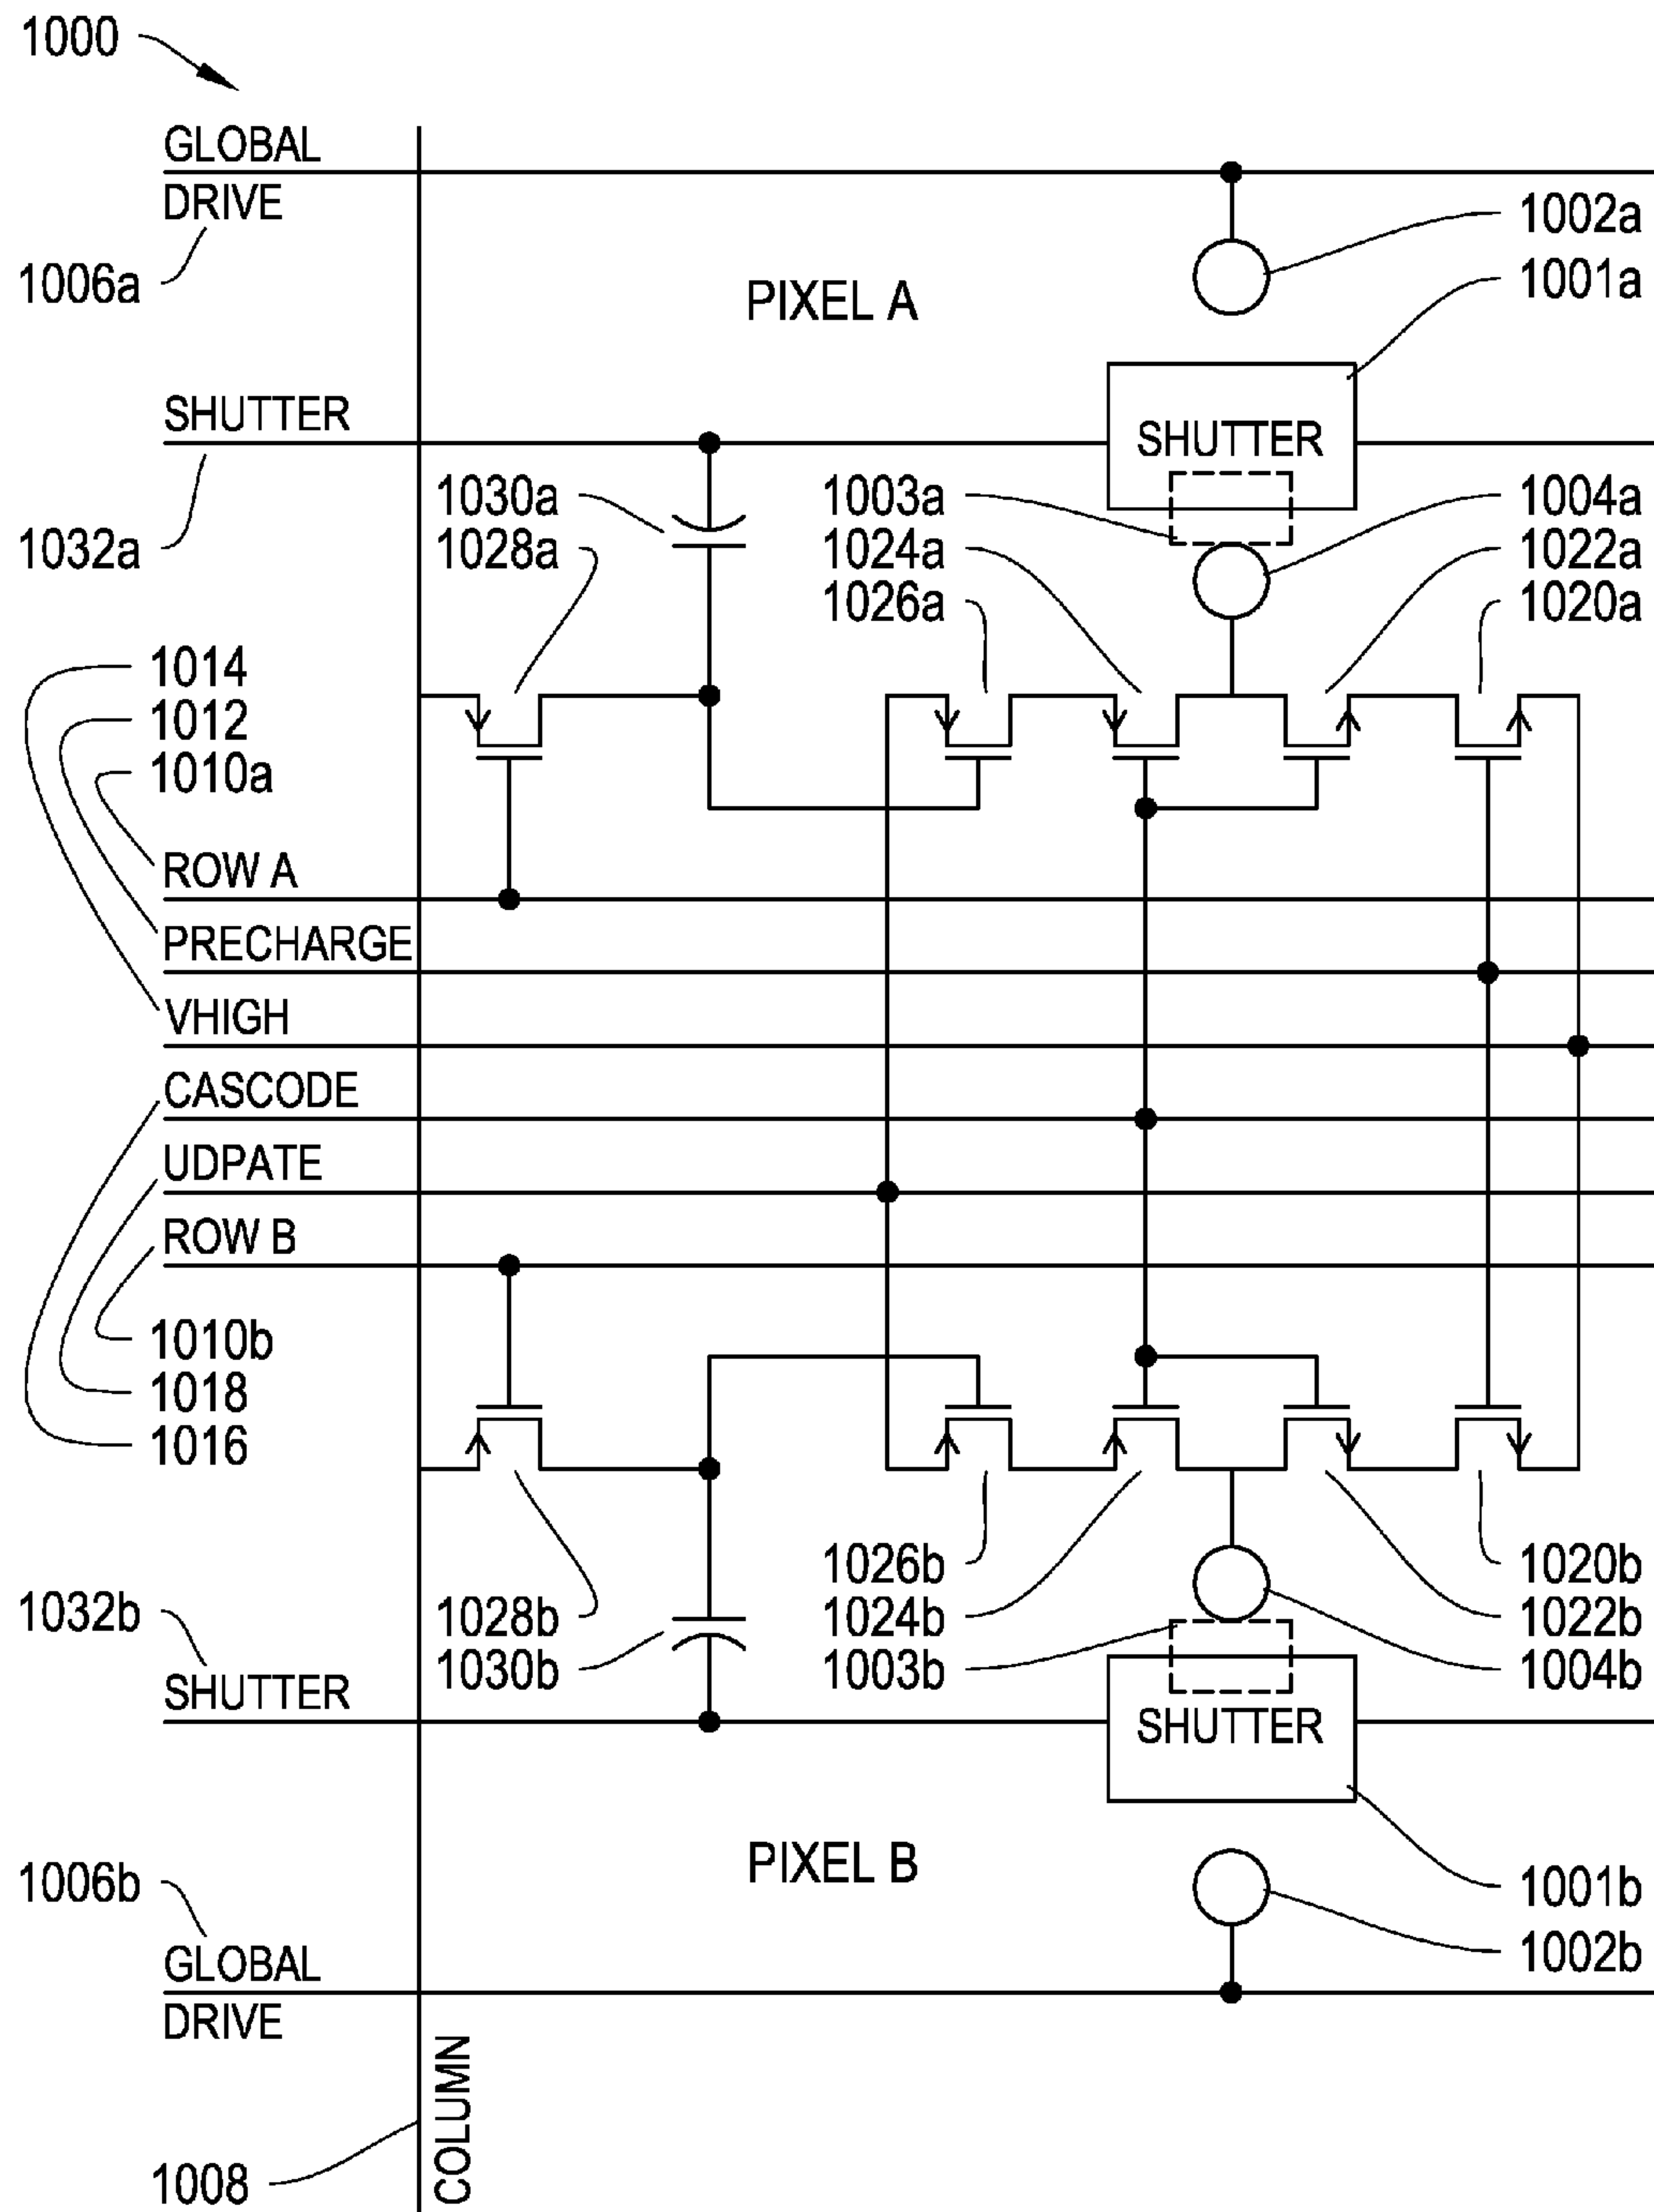 1000
GLOBAL
DRIVE
1002a
1006a
PIXEL A
1001a
SHUTTER
SHUTTER
1030a
1003a
1004a
1032a
1028a
1024a
1022a
1026a
1020a
1014
1012
1010a
ROW A
PRECHARGE
VHIGH
CASCODE
UDPATE
ROW B
1010b
1018
1016
1026b
1020b
1032b
1028b
1024b
1022b
1030b
1003b
1004b
SHUTTER
SHUTTER
PIXEL B
1006b
1001b
1002b
GLOBAL
DRIVE
COLUMN
1008